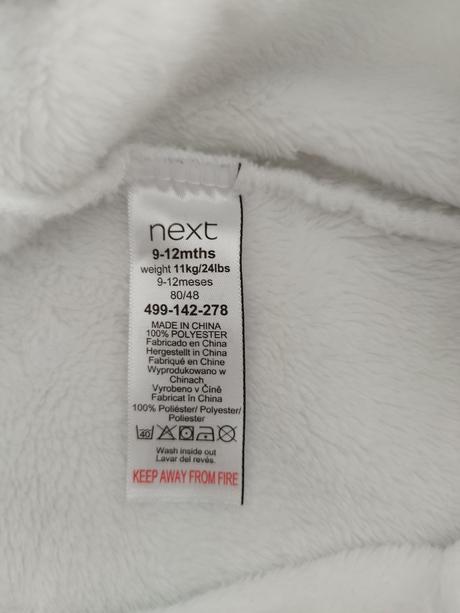 next
9-12mths
weight 11kg/24lbs
9-12meses
80/48
499-142-278
MADE IN CHINA
100% POLYESTER
Fabricado en China
Hergestellt in China
Fabriqué en Chine
Wyprodukowano w
Chinach
Vyrobeno v Číně
Fabricat în China
100% Poliéster/ Polyester/
Poliester
40
Wash inside out
Lavar del revés.
KEEP AWAY FROM FIRE